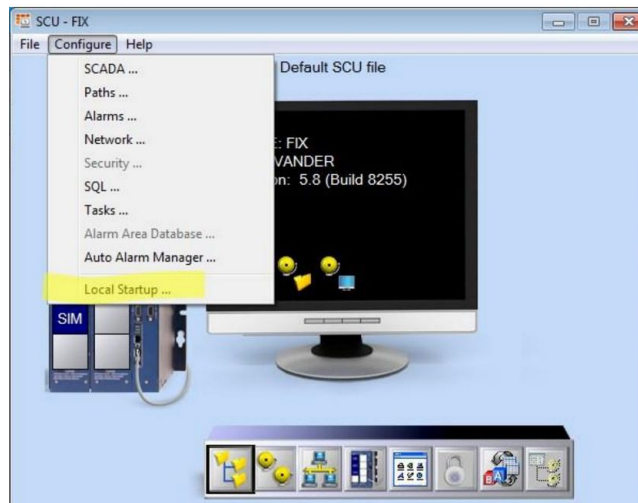 SCU - FIX
File Configure Help
SCADA ...
Paths ...
Alarms ...
Network ...
Security ...
SQL ...
Tasks ...
Alarm Area Database ...
Auto Alarm Manager ...
Local Startup ...
Default SCU file
: FIX
VANDER
on: 5.8 (Build 8255)
SIM